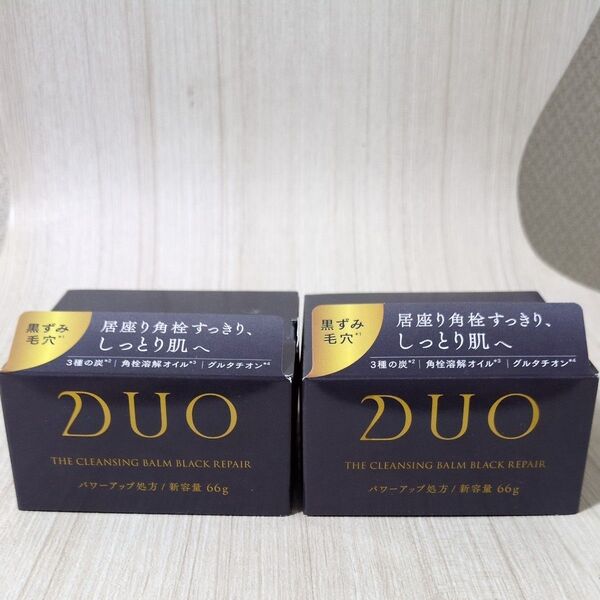 黒ずみ
毛穴*1
居座り角栓すっきり、
しっとり肌へ
3種の炭*2 | 角栓溶解オイル*3 | グルタチオン*4
DUO
THE CLEANSING BALM BLACK REPAIR
パワーアップ処方 / 新容量 66g
黒ずみ
毛穴*1
居座り角栓すっきり、
しっとり肌へ
3種の炭*2 | 角栓溶解オイル*3 | グルタチオン*4
DUO
THE CLEANSING BALM BLACK REPAIR
パワーアップ処方 / 新容量 66g